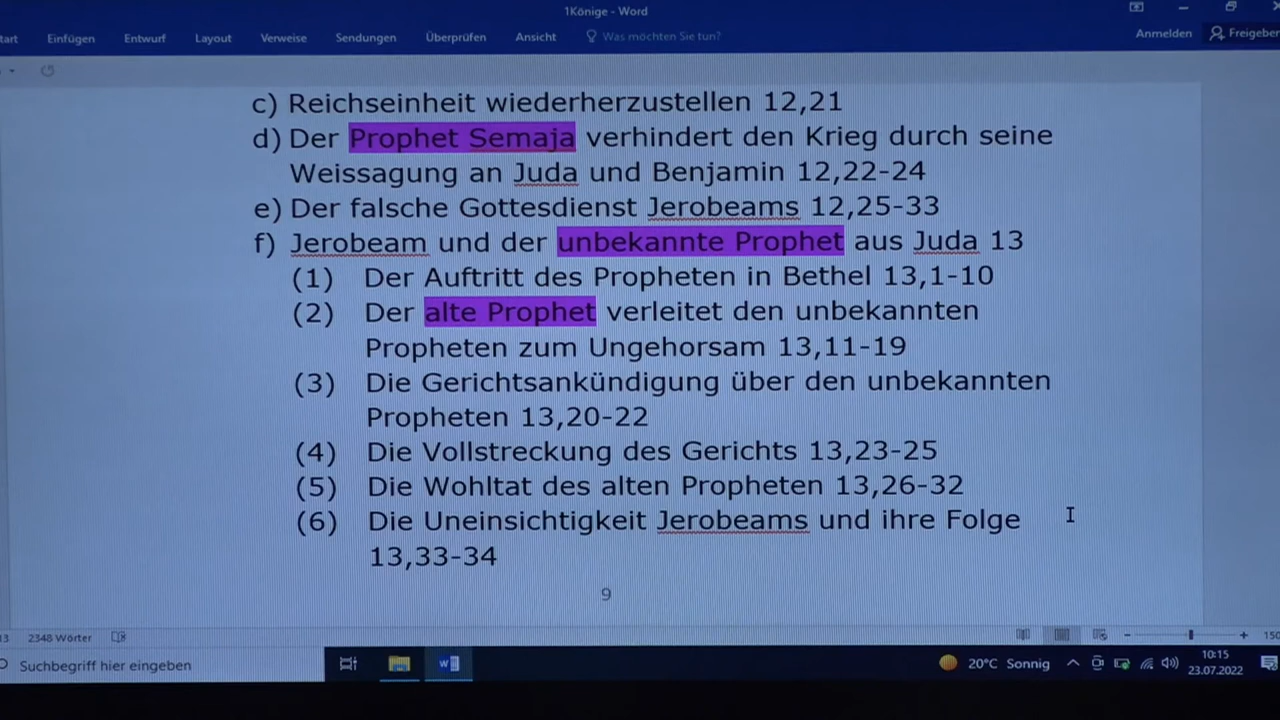 1Könige - Word
tart Einfügen Entwurf Layout Verweise Sendungen Überprüfen Ansicht Was möchten Sie tun? Anmelden Freigeben
c) Reichseinheit wiederherzustellen 12,21
d) Der Prophet Semaja verhindert den Krieg durch seine
Weissagung an Juda und Benjamin 12,22-24
e) Der falsche Gottesdienst Jerobeams 12,25-33
f) Jerobeam und der unbekannte Prophet aus Juda 13
(1) Der Auftritt des Propheten in Bethel 13,1-10
(2) Der alte Prophet verleitet den unbekannten
Propheten zum Ungehorsam 13,11-19
(3) Die Gerichtsankündigung über den unbekannten
Propheten 13,20-22
(4) Die Vollstreckung des Gerichts 13,23-25
(5) Die Wohltat des alten Propheten 13,26-32
(6) Die Uneinsichtigkeit Jerobeams und ihre Folge
13,33-34
9
13 2348 Wörter 150
Suchbegriff hier eingeben 20°C Sonnig 10:15
23.07.2022